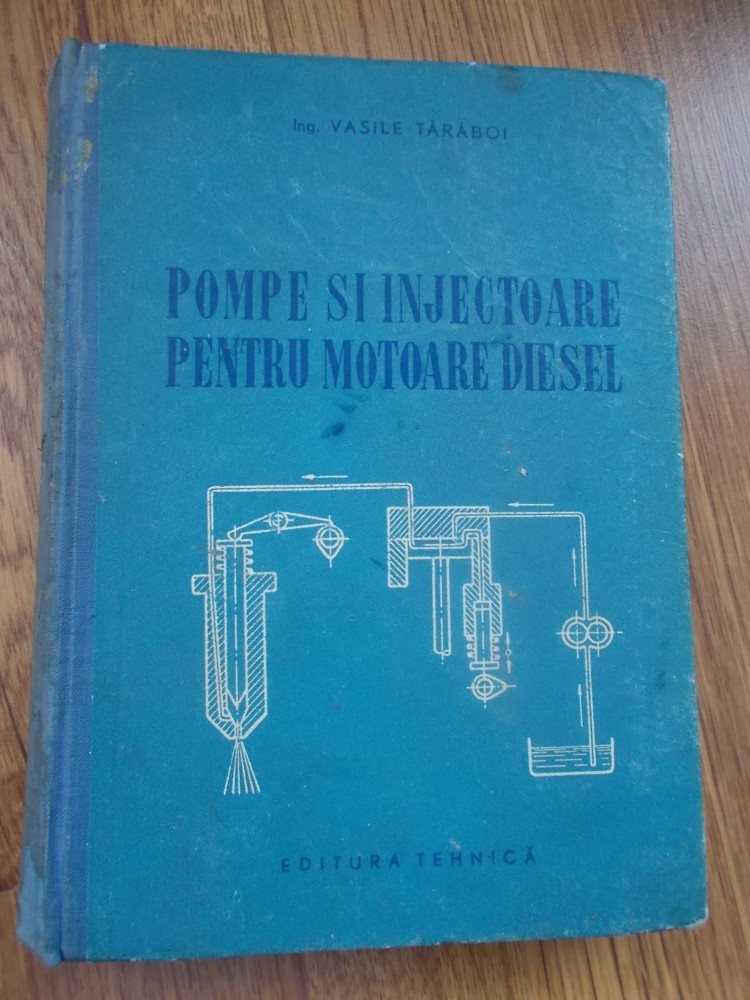 Ing. VASILE TĂRĂBOI
POMPE SI INJECTOARE
PENTRU MOTOARE DIESEL
EDITURA TEHNICĂ